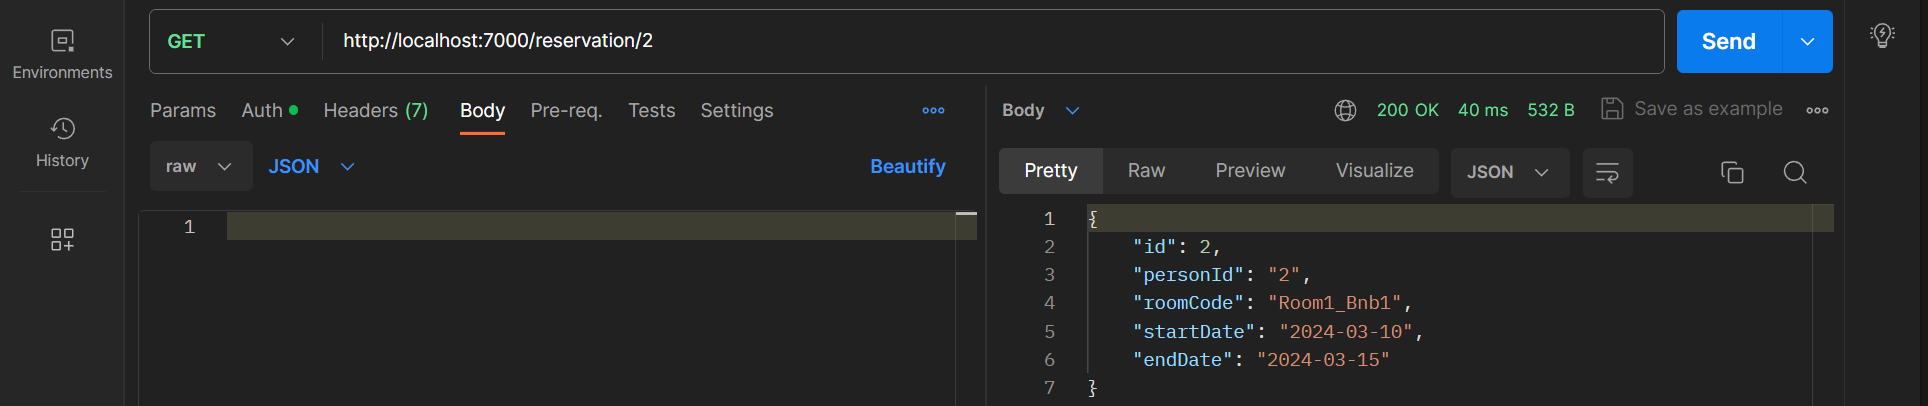 GET http://localhost:7000/reservation/2 Send
Environments
History
Params Auth Headers (7) Body Pre-req. Tests Settings
raw JSON Beautify
1
Body 200 OK 40 ms 532 B Save as example
Pretty Raw Preview Visualize JSON
1 {
2 "id": 2,
3 "personId": "2",
4 "roomCode": "Room1_Bnb1",
5 "startDate": "2024-03-10",
6 "endDate": "2024-03-15"
7 }